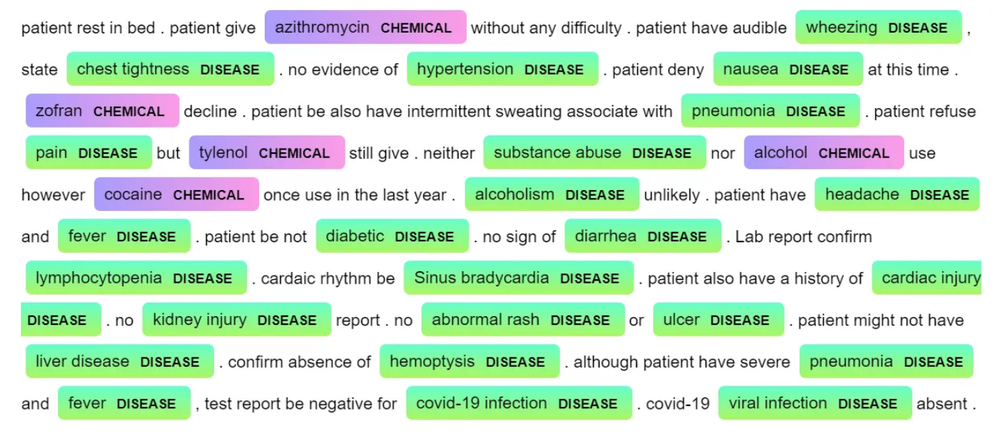 patient rest in bed . patient give azithromycin CHEMICAL without any difficulty . patient have audible wheezing DISEASE ,
state chest tightness DISEASE . no evidence of hypertension DISEASE . patient deny nausea DISEASE at this time .
zofran CHEMICAL decline . patient be also have intermittent sweating associate with pneumonia DISEASE . patient refuse
pain DISEASE but tylenol CHEMICAL still give . neither substance abuse DISEASE nor alcohol CHEMICAL use
however cocaine CHEMICAL once use in the last year . alcoholism DISEASE unlikely . patient have headache DISEASE
and fever DISEASE . patient be not diabetic DISEASE . no sign of diarrhea DISEASE . Lab report confirm
lymphocytopenia DISEASE . cardaic rhythm be Sinus bradycardia DISEASE . patient also have a history of cardiac injury
DISEASE . no kidney injury DISEASE report . no abnormal rash DISEASE or ulcer DISEASE . patient might not have
liver disease DISEASE . confirm absence of hemoptysis DISEASE . although patient have severe pneumonia DISEASE
and fever DISEASE , test report be negative for covid-19 infection DISEASE . covid-19 viral infection DISEASE absent .